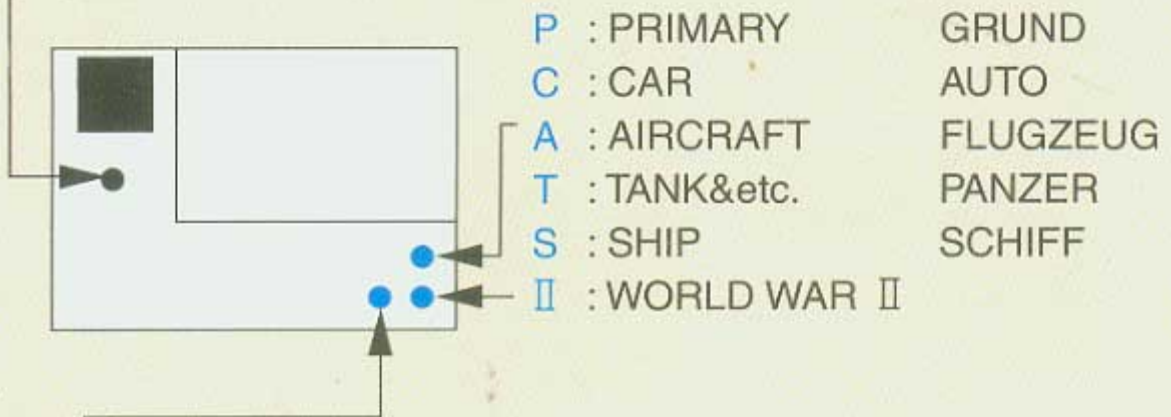 P : PRIMARY GRUND
C : CAR AUTO
A : AIRCRAFT FLUGZEUG
T : TANK&etc. PANZER
S : SHIP SCHIFF
Ⅱ : WORLD WAR Ⅱ